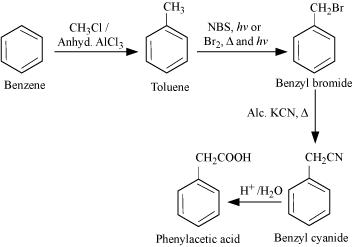 CH₃Cl /
Anhyd. AlCl₃
Benzene
CH₃
Toluene
NBS, hν or
Br₂, Δ and hν
CH₂Br
Benzyl bromide
Alc. KCN, Δ
CH₂CN
Benzyl cyanide
H⁺ /H₂O
CH₂COOH
Phenylacetic acid